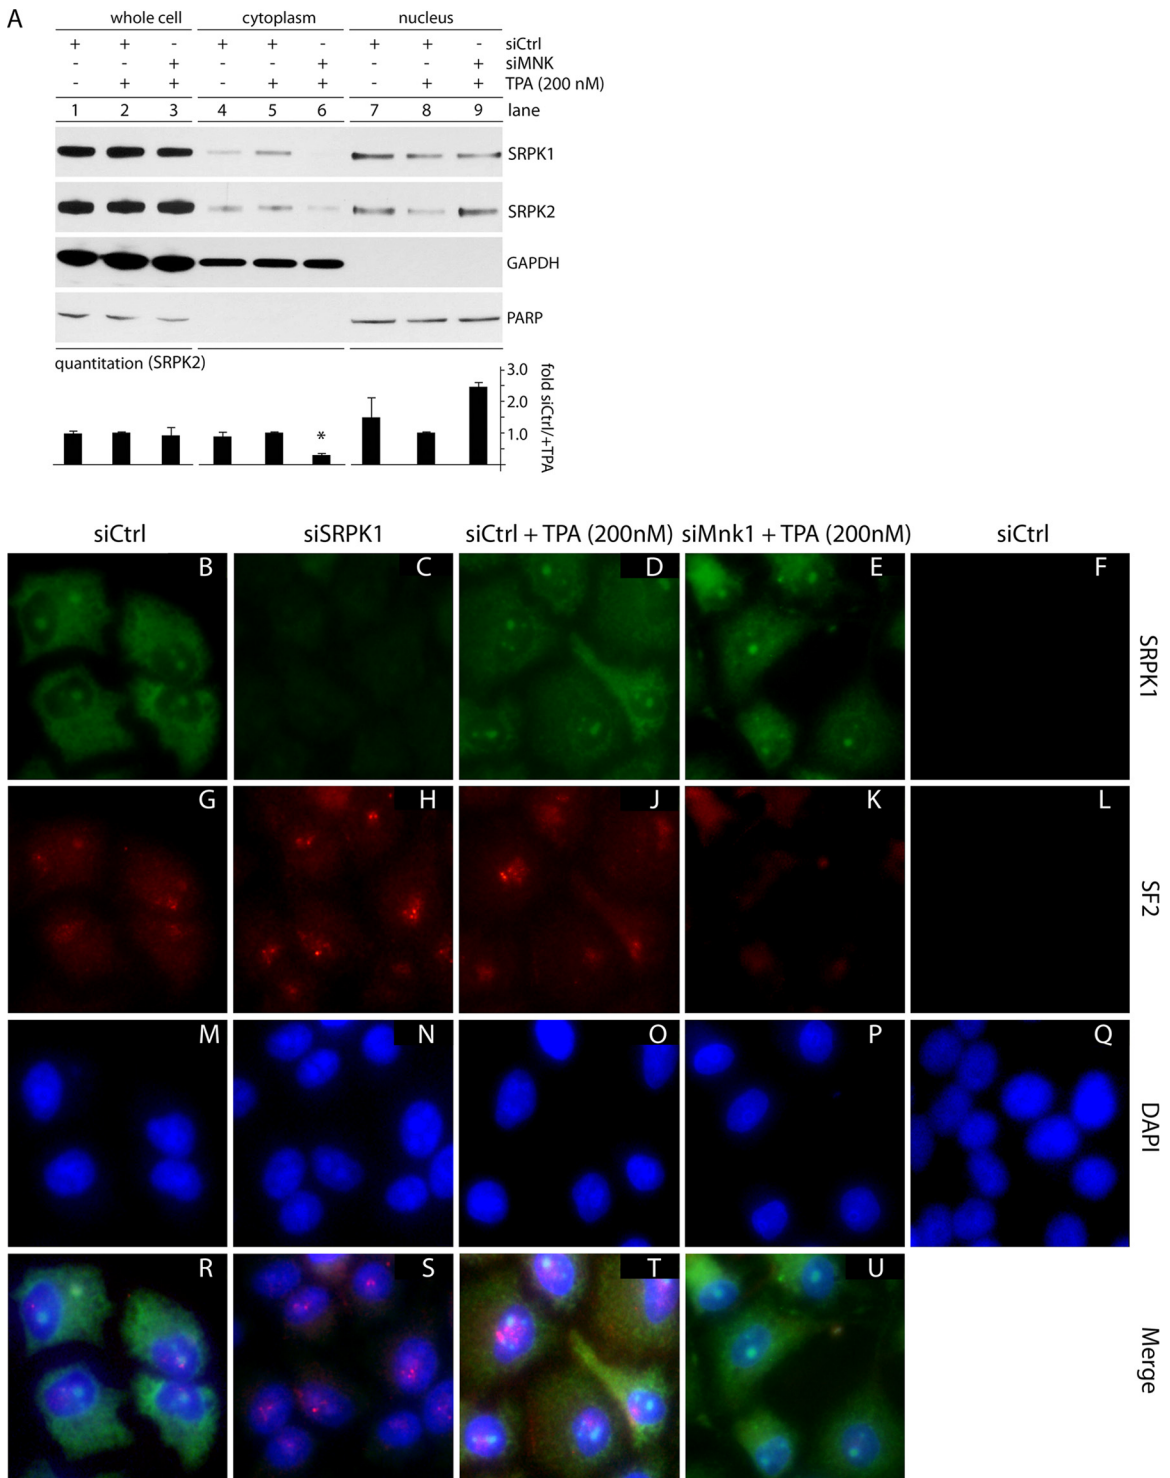 A
whole cell cytoplasm nucleus
+ + - + + - + + - siCtrl
- - + - - + - - + siMNK
- + + - + + - + + TPA (200 nM)
1 2 3 4 5 6 7 8 9 lane
SRPK1
SRPK2
GAPDH
PARP
quantitation (SRPK2)
3.0
2.0
1.0
fold siCtrl/+TPA
*
siCtrl siSRPK1 siCtrl + TPA (200nM) siMnk1 + TPA (200nM) siCtrl
B C D E F SRPK1
G H J K L SF2
M N O P Q DAPI
R S T U Merge